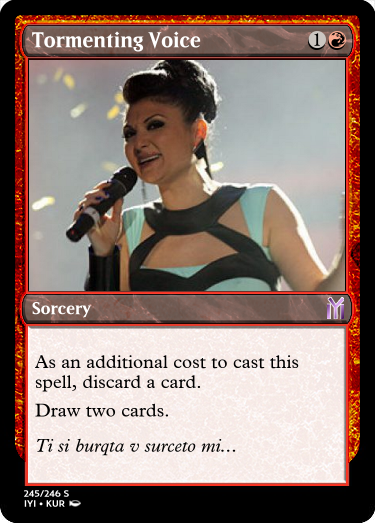 Tormenting Voice 1
Sorcery
As an additional cost to cast this
spell, discard a card.
Draw two cards.
Ti si burqta v surceto mi…
245/246 S
IYI • KUR